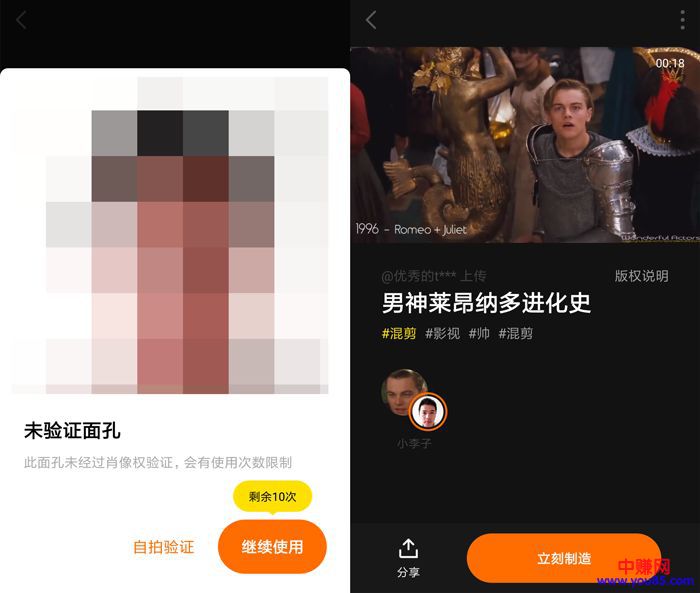 未验证面孔
此面孔未经过肖像权验证，会有使用次数限制
剩余10次
自拍验证
继续使用
00:18
1996 - Romeo + Juliet
Wonderful Actors
@优秀的t*** 上传
版权说明
男神莱昂纳多进化史
#混剪 #影视 #帅 #混剪
小李子
分享
立刻制造
中赚网
www.you85.com